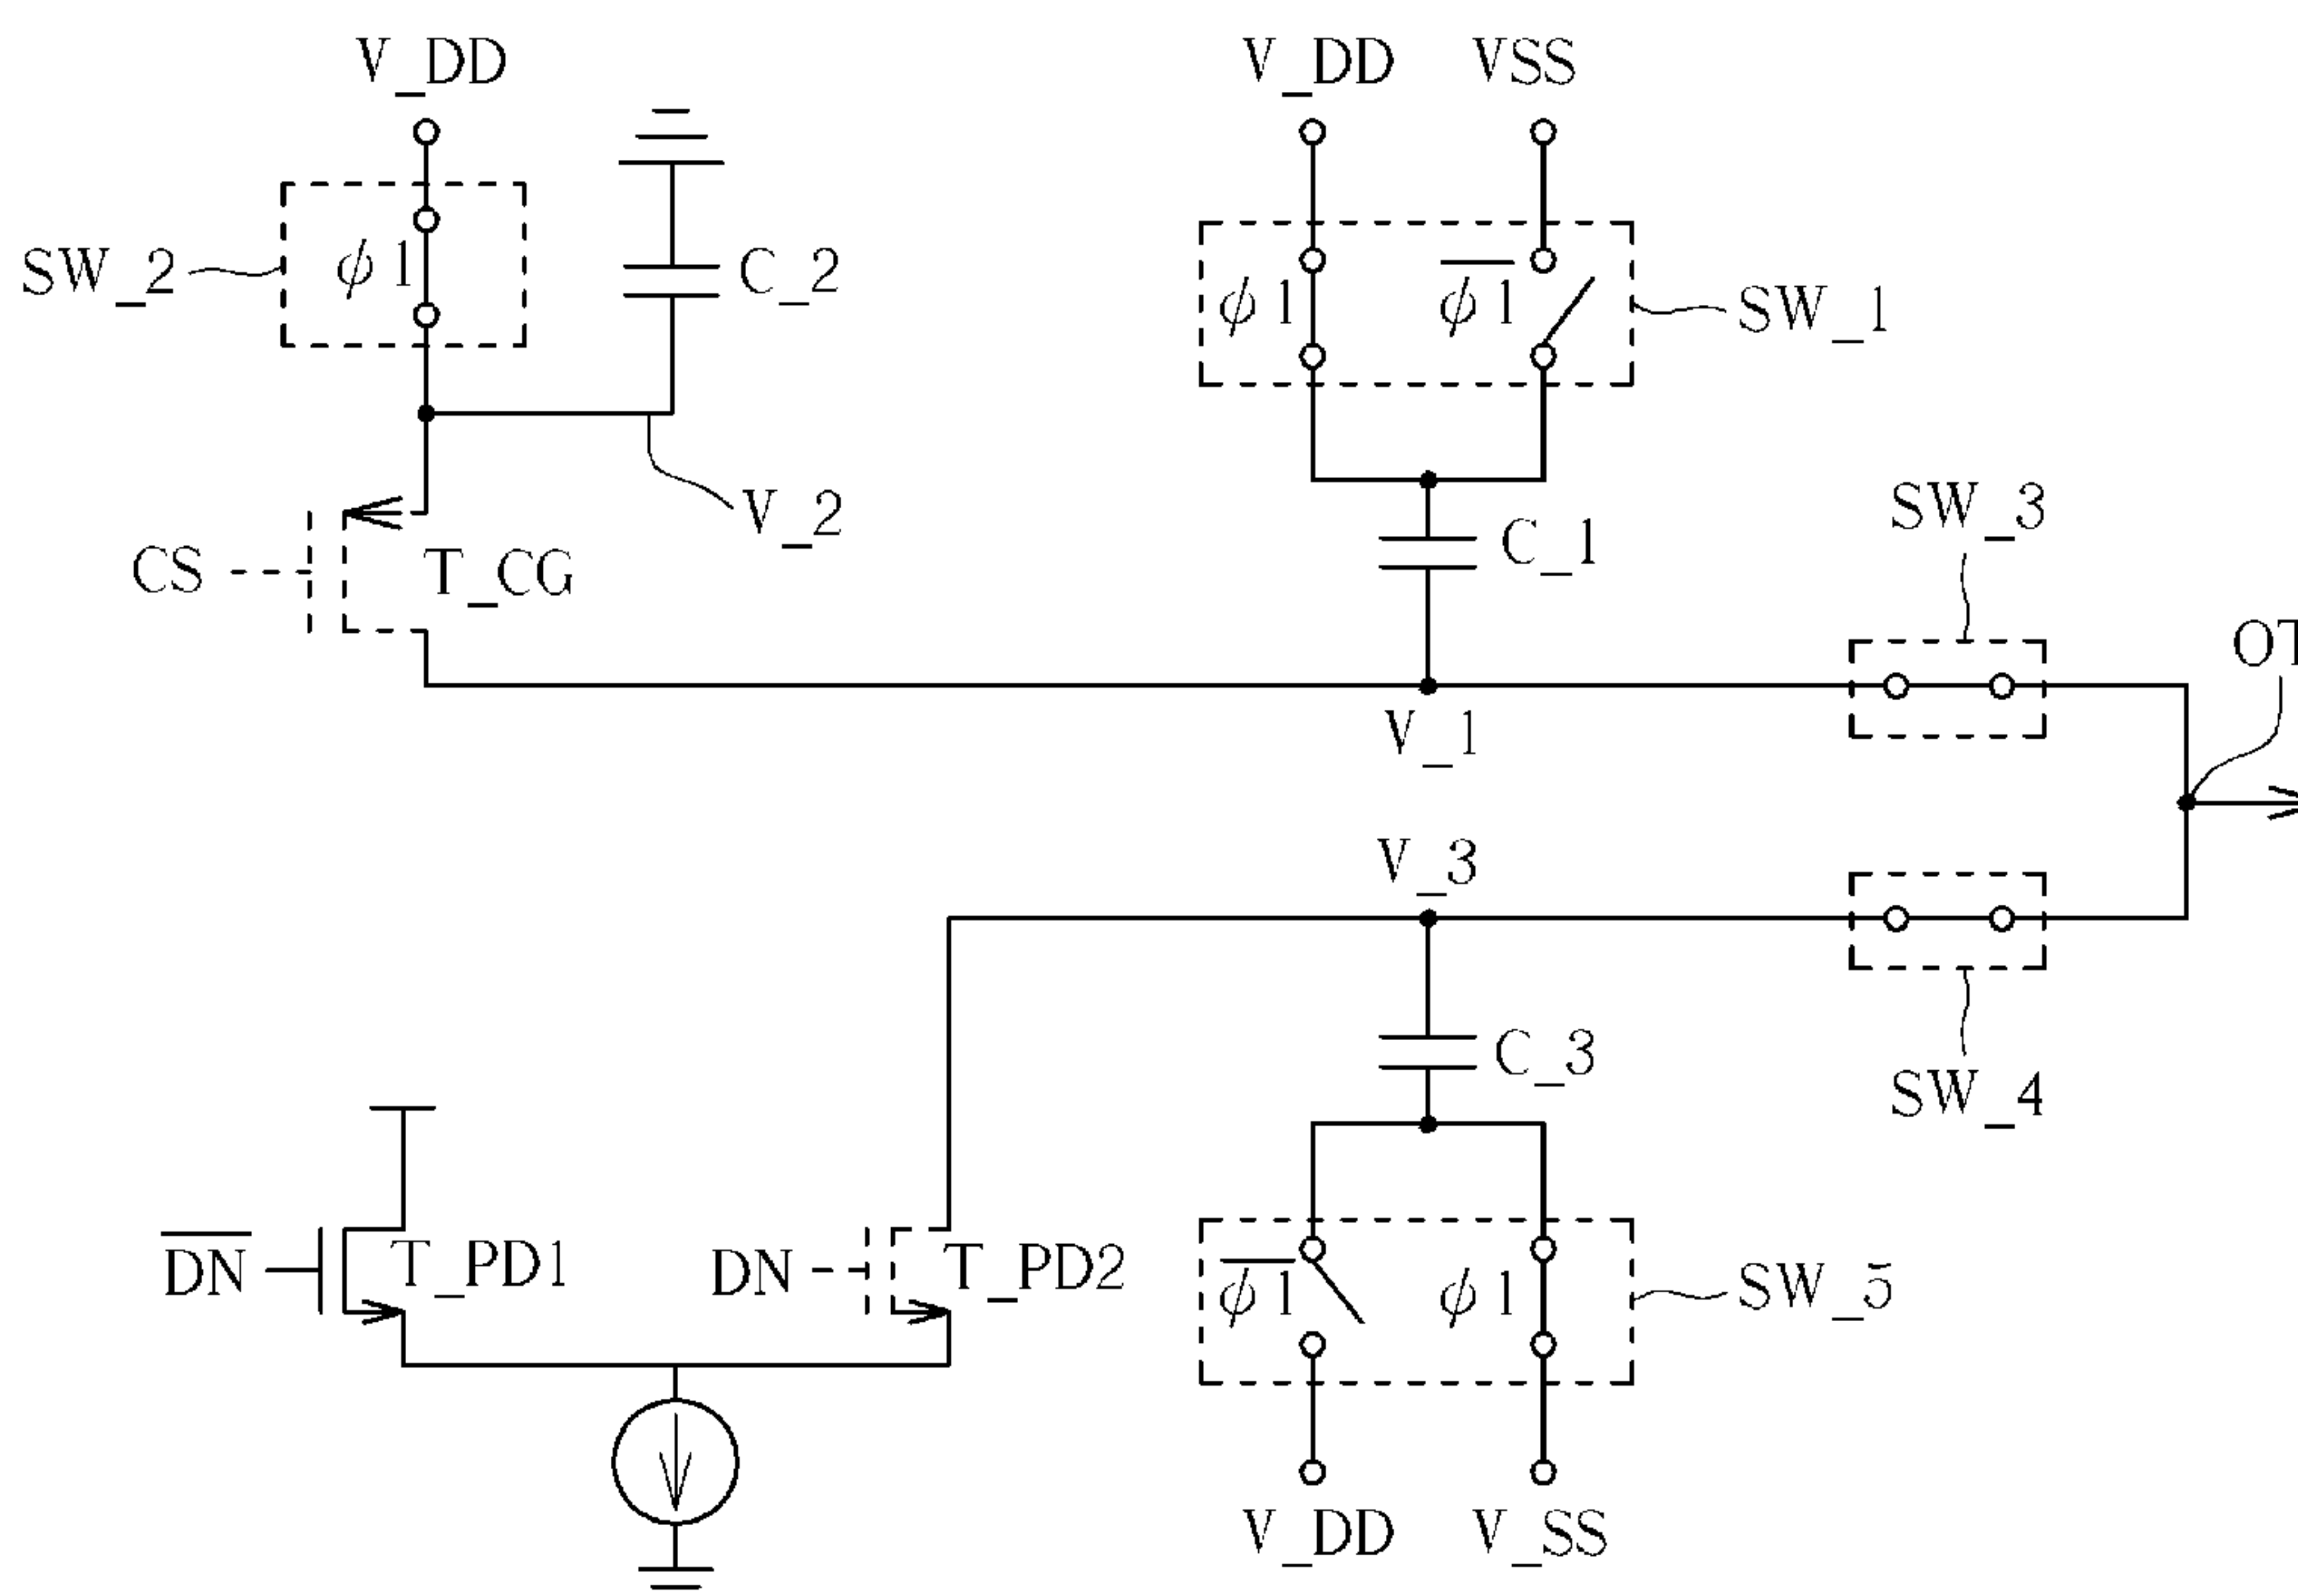 V_DD
V_DD
VSS
SW_2
φ1
C_2
φ1
φ1
SW_1
V_2
C_1
SW_3
CS
T_CG
OT
V_1
V_3
C_3
SW_4
DN
T_PD1
DN
T_PD2
φ1
φ1
SW_5
V_DD
V_SS